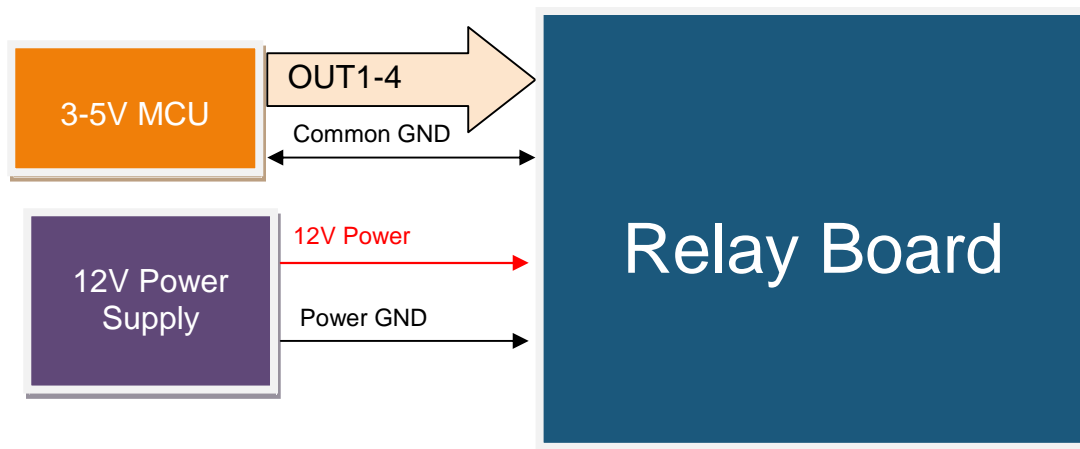 3-5V MCU
OUT1-4
Common GND
12V Power
Supply
12V Power
Power GND
Relay Board